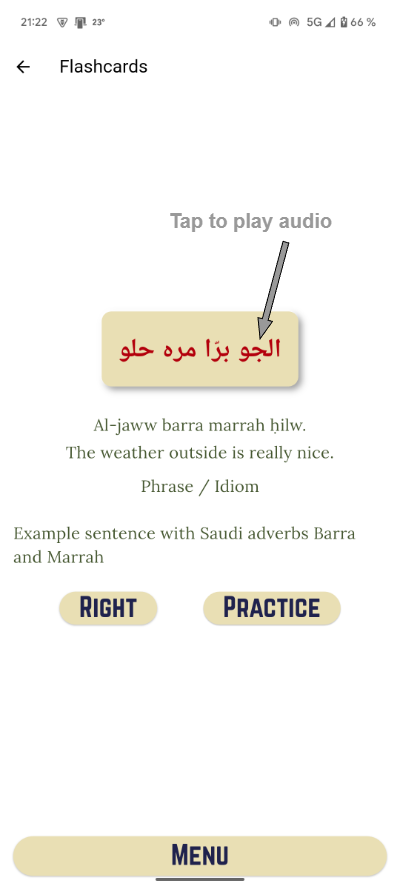 21:22 23° 5G 66 %
← Flashcards
Tap to play audio
الجو برّا مره حلو
Al-jaww barra marrah ḥilw.
The weather outside is really nice.
Phrase / Idiom
Example sentence with Saudi adverbs Barra
and Marrah
RIGHT PRACTICE
MENU